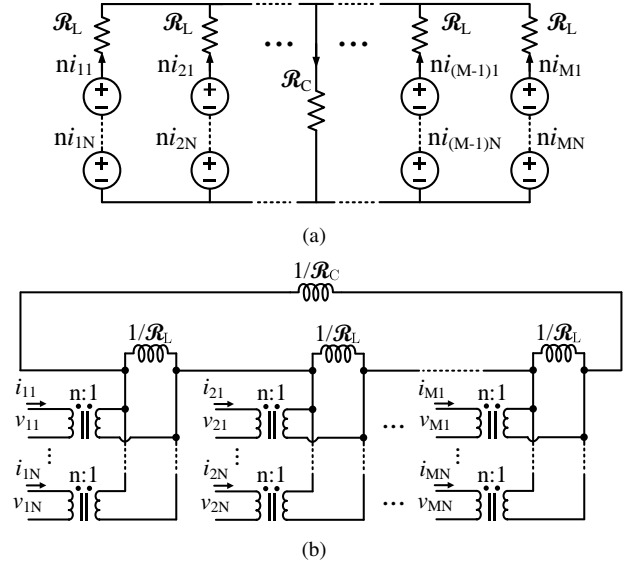 ℛL ℛL ••• ••• ℛL ℛL
ni11 ni21 ni(M-1)1 niM1
ℛC
+ + + +
− − − −
ni1N ni2N ni(M-1)N niMN
+ + + +
− − − −
(a)
1/ℛC
1/ℛL 1/ℛL 1/ℛL
i11 n:1 i21 n:1 iM1 n:1
v11 v21 ••• vM1
i1N n:1 i2N n:1 iMN n:1
v1N v2N ••• vMN
(b)